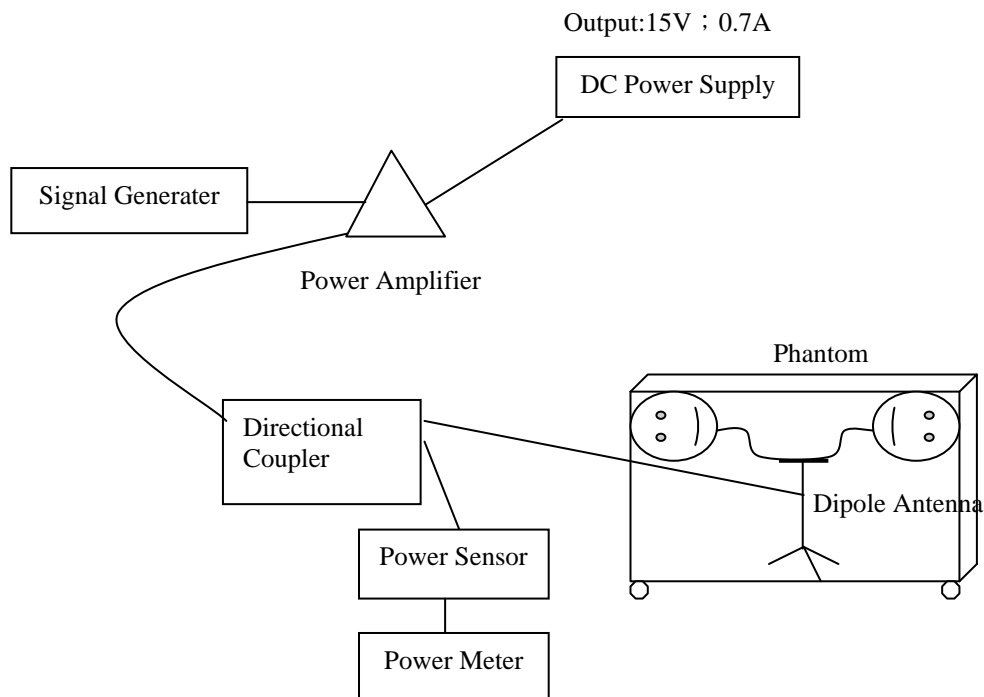 Output:15V ; 0.7A
DC Power Supply
Signal Generater
Power Amplifier
Phantom
Directional
Coupler
Dipole Antenna
Power Sensor
Power Meter